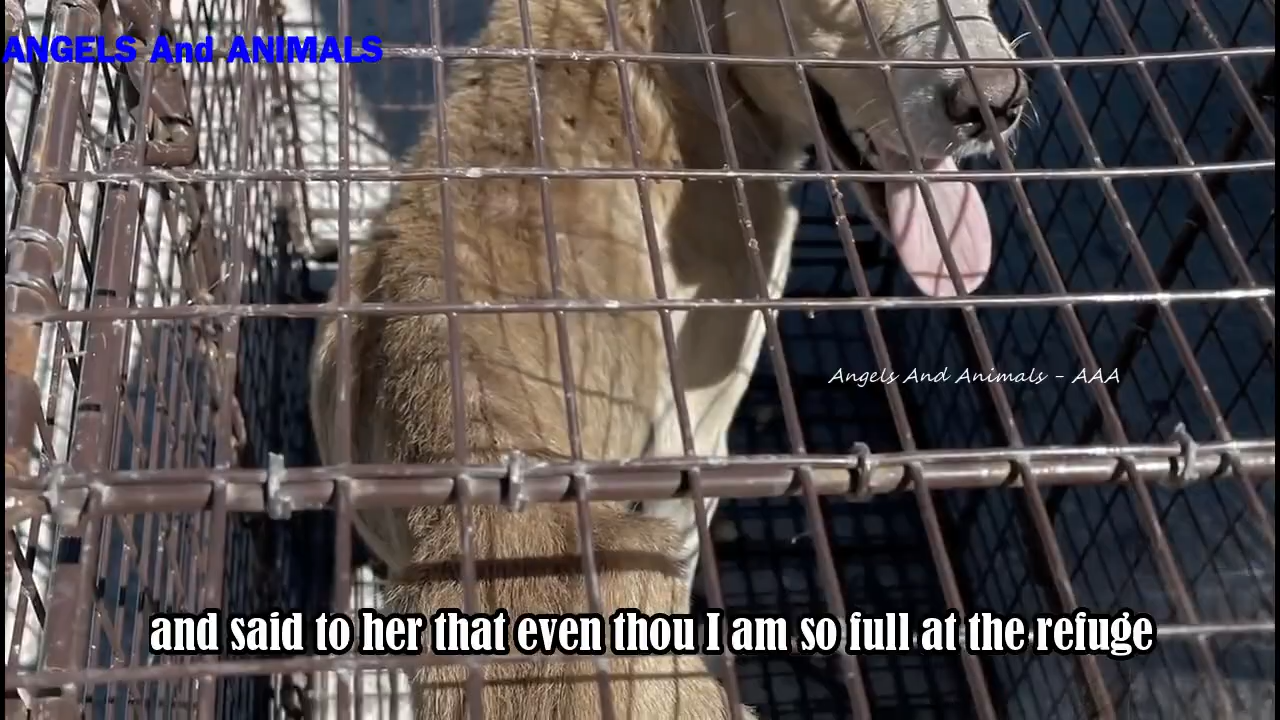 ANGELS And ANIMALS
Angels And Animals - AAA
and said to her that even thou I am so full at the refuge